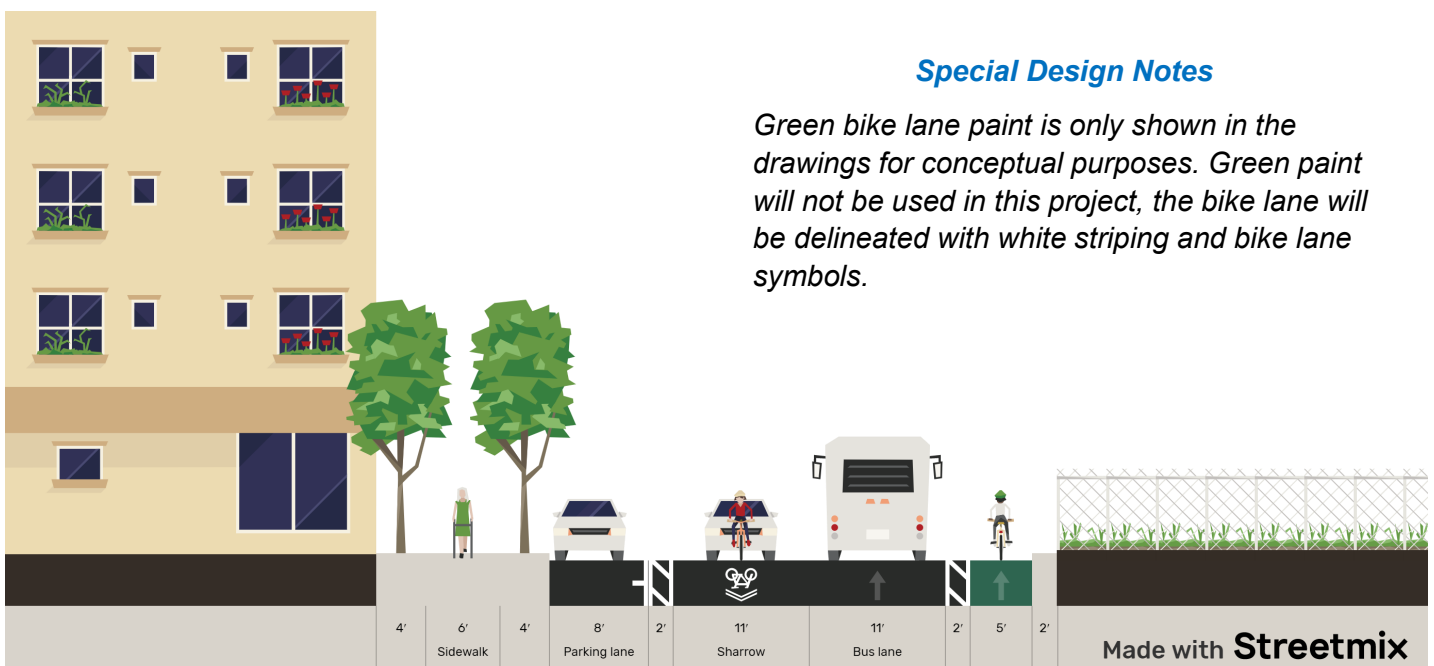 Special Design Notes
Green bike lane paint is only shown in the
drawings for conceptual purposes. Green paint
will not be used in this project, the bike lane will
be delineated with white striping and bike lane
symbols.
4′ 6′ 4′ 8′ 2′ 11′ 11′ 2′ 5′ 2′
Sidewalk Parking lane Sharrow Bus lane
Made with Streetmix